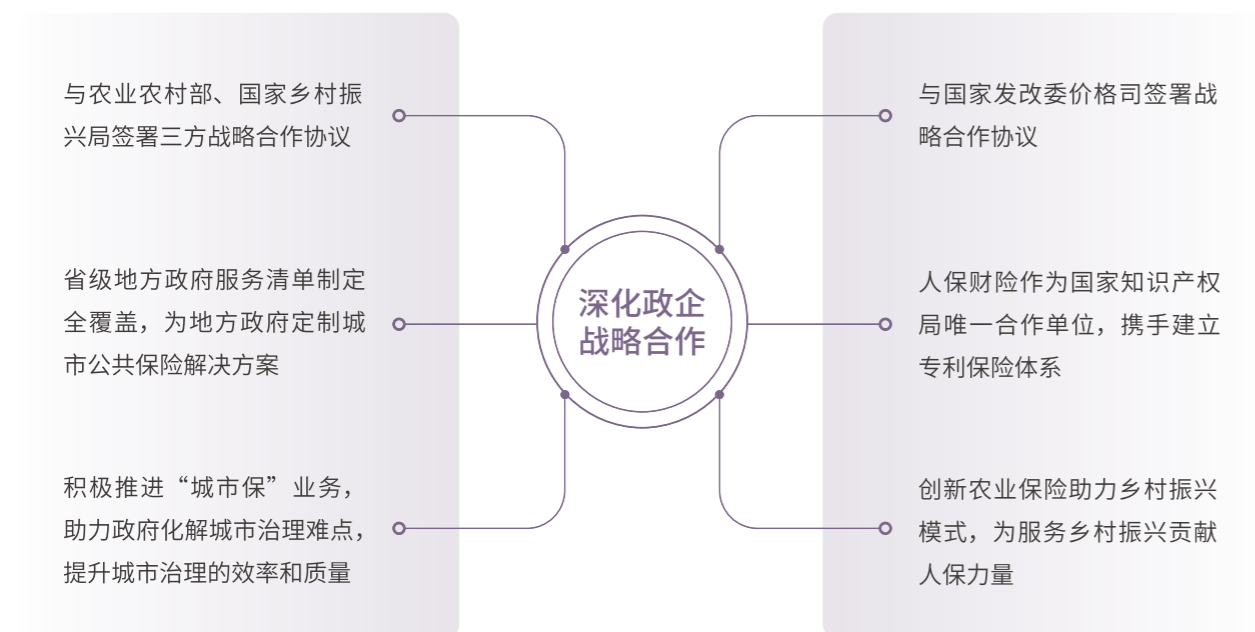 与农业农村部、国家乡村振
兴局签署三方战略合作协议
省级地方政府服务清单制定
全覆盖，为地方政府定制城
市公共保险解决方案
积极推进“城市保”业务，
助力政府化解城市治理难点，
提升城市治理的效率和质量
深化政企
战略合作
与国家发改委价格司签署战
略合作协议
人保财险作为国家知识产权
局唯一合作单位，携手建立
专利保险体系
创新农业保险助力乡村振兴
模式，为服务乡村振兴贡献
人保力量